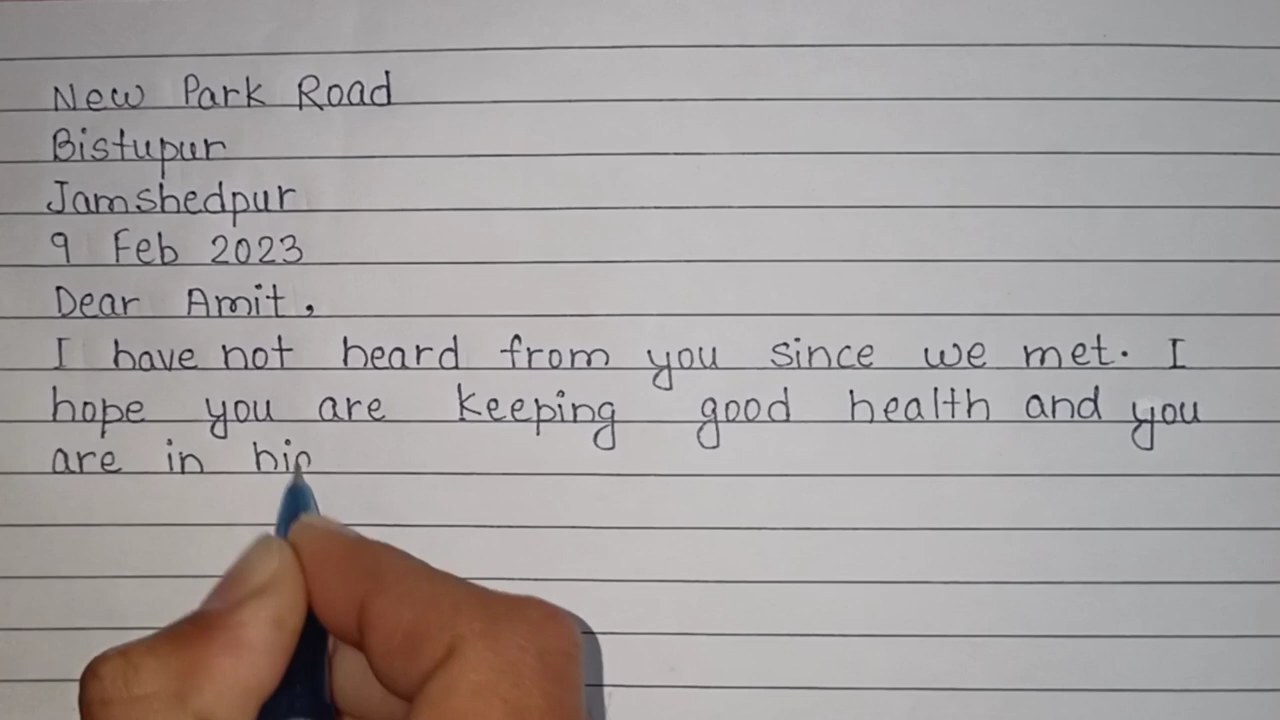 New Park Road
Bistupur
Jamshedpur
9 Feb 2023
Dear Amit,
I have not heard from you since we met. I
hope you are keeping good health and you
are in